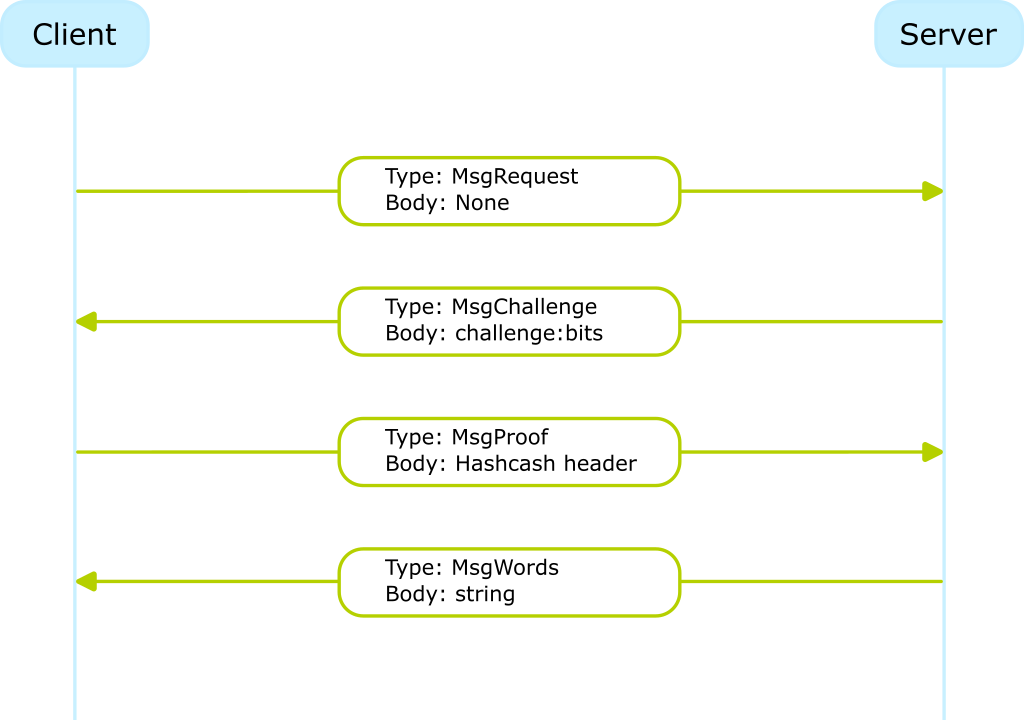 Client
Server
Type: MsgRequest
Body: None
Type: MsgChallenge
Body: challenge:bits
Type: MsgProof
Body: Hashcash header
Type: MsgWords
Body: string